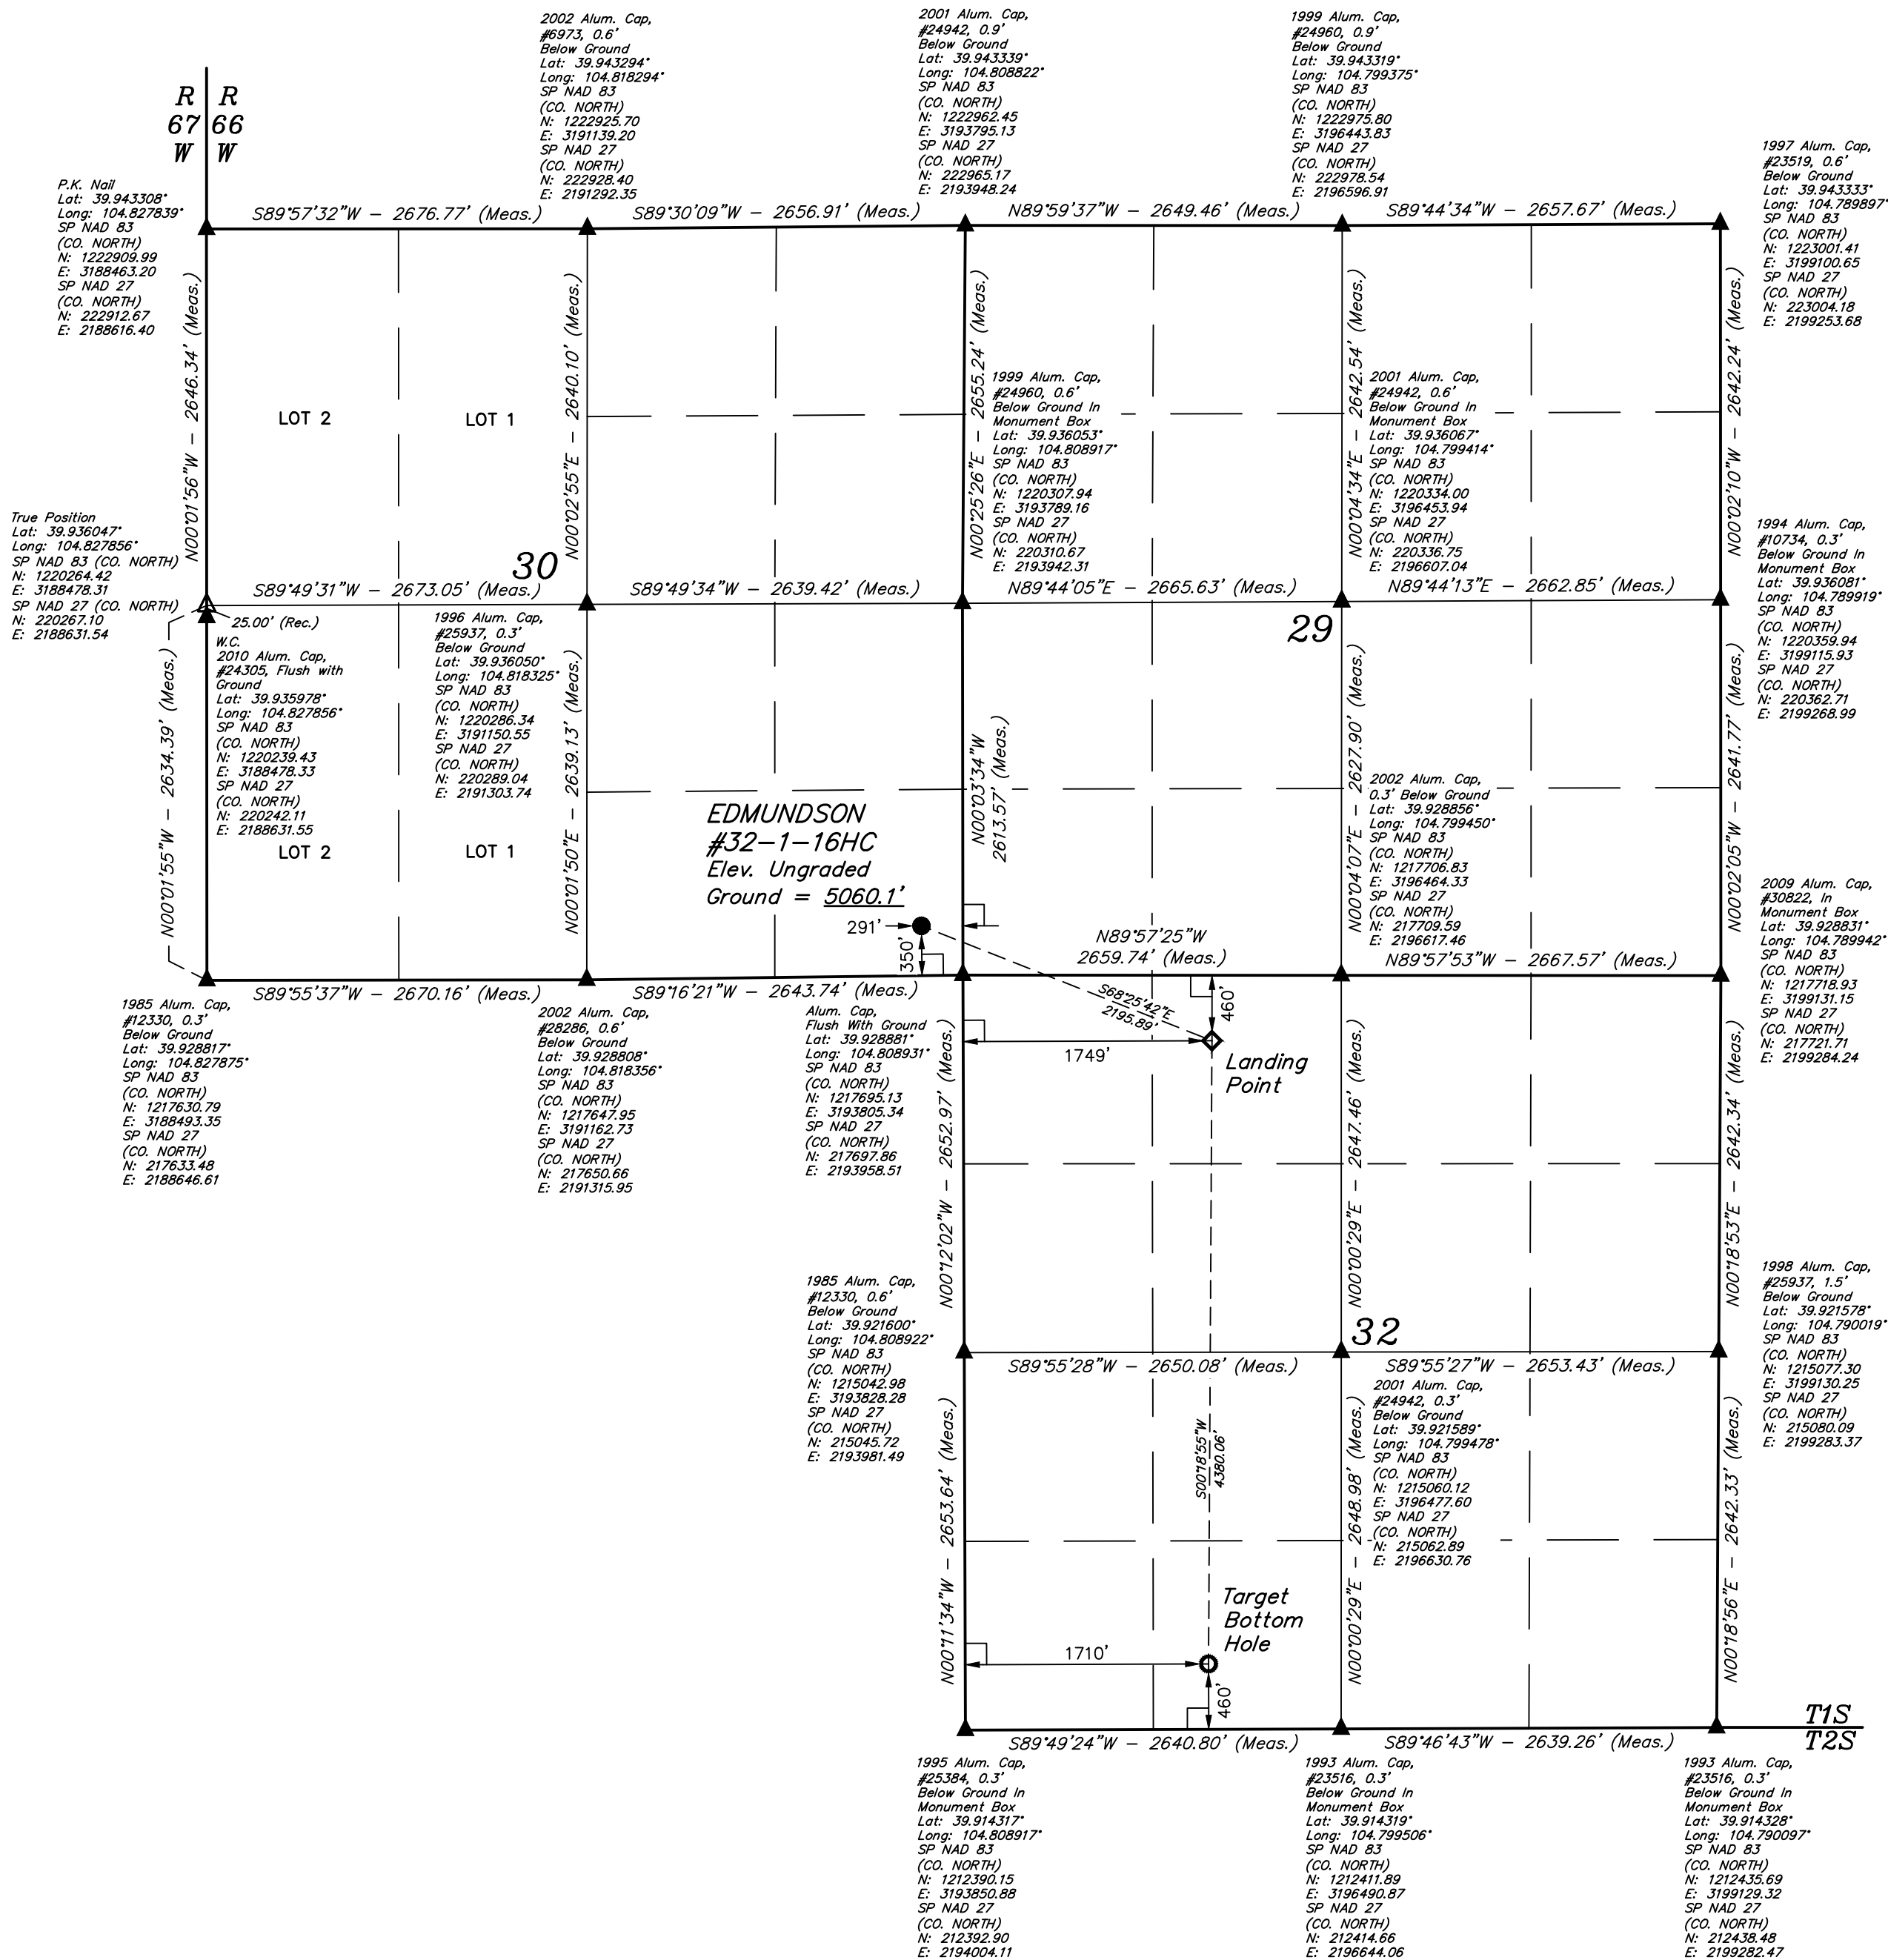 2002 Alum. Cap,
#6973, 0.6'
Below Ground
Lat: 39.943294°
Long: 104.818294°
SP NAD 83
(CO. NORTH)
N: 1222925.70
E: 3191139.20
SP NAD 27
(CO. NORTH)
N: 222928.40
E: 2191292.35
2001 Alum. Cap,
#24942, 0.9'
Below Ground
Lat: 39.943339°
Long: 104.808822°
SP NAD 83
(CO. NORTH)
N: 1222962.45
E: 3193795.13
SP NAD 27
(CO. NORTH)
N: 222965.17
E: 2193948.24
1999 Alum. Cap,
#24960, 0.9'
Below Ground
Lat: 39.943319°
Long: 104.799375°
SP NAD 83
(CO. NORTH)
N: 1222975.80
E: 3196443.83
SP NAD 27
(CO. NORTH)
N: 222978.54
E: 2196596.91
R R
67 66
W W
P.K. Nail
Lat: 39.943308°
Long: 104.827839°
SP NAD 83
(CO. NORTH)
N: 1222909.99
E: 3188463.20
SP NAD 27
(CO. NORTH)
N: 222912.67
E: 2188616.40
1997 Alum. Cap,
#23519, 0.6'
Below Ground
Lat: 39.943333°
Long: 104.789897°
SP NAD 83
(CO. NORTH)
N: 1223001.41
E: 3199100.65
SP NAD 27
(CO. NORTH)
N: 223004.18
E: 2199253.68
S89°57'32"W - 2676.77' (Meas.)
S89°30'09"W - 2656.91' (Meas.)
N89°59'37"W - 2649.46' (Meas.)
S89°44'34"W - 2657.67' (Meas.)
N00°01'56"W - 2646.34' (Meas.)
N00°02'55"E - 2640.10' (Meas.)
N00°25'26"E - 2655.24' (Meas.)
N00°04'34"E - 2642.54' (Meas.)
N00°02'10"W - 2642.24' (Meas.)
LOT 2
LOT 1
1999 Alum. Cap,
#24960, 0.6'
Below Ground In
Monument Box
Lat: 39.936053°
Long: 104.808917°
SP NAD 83
(CO. NORTH)
N: 1220307.94
E: 3193789.16
SP NAD 27
(CO. NORTH)
N: 220310.67
E: 2193942.31
2001 Alum. Cap,
#24942, 0.6'
Below Ground In
Monument Box
Lat: 39.936067°
Long: 104.799414°
SP NAD 83
(CO. NORTH)
N: 1220334.00
E: 3196453.94
SP NAD 27
(CO. NORTH)
N: 220336.75
E: 2196607.04
True Position
Lat: 39.936047°
Long: 104.827856°
SP NAD 83 (CO. NORTH)
N: 1220264.42
E: 3188478.31
SP NAD 27 (CO. NORTH)
N: 220267.10
E: 2188631.54
1994 Alum. Cap,
#10734, 0.3'
Below Ground In
Monument Box
Lat: 39.936081°
Long: 104.789919°
SP NAD 83
(CO. NORTH)
N: 1220359.94
E: 3199115.93
SP NAD 27
(CO. NORTH)
N: 220362.71
E: 2199268.99
30
S89°49'31"W - 2673.05' (Meas.)
S89°49'34"W - 2639.42' (Meas.)
N89°44'05"E - 2665.63' (Meas.)
N89°44'13"E - 2662.85' (Meas.)
29
25.00' (Rec.)
W.C.
2010 Alum. Cap,
#24305, Flush with
Ground
Lat: 39.935978°
Long: 104.827856°
SP NAD 83
(CO. NORTH)
N: 1220239.43
E: 3188478.33
SP NAD 27
(CO. NORTH)
N: 220242.11
E: 2188631.55
1996 Alum. Cap,
#25937, 0.3'
Below Ground
Lat: 39.936050°
Long: 104.818325°
SP NAD 83
(CO. NORTH)
N: 1220286.34
E: 3191150.55
SP NAD 27
(CO. NORTH)
N: 220289.04
E: 2191303.74
N00°01'55"W - 2634.39' (Meas.)
N00°01'50"E - 2639.13' (Meas.)
N00°03'34"W
2613.57' (Meas.)
N00°04'07"E - 2627.90' (Meas.)
N00°02'05"W - 2641.77' (Meas.)
2002 Alum. Cap,
0.3' Below Ground
Lat: 39.928856°
Long: 104.799450°
SP NAD 83
(CO. NORTH)
N: 1217706.83
E: 3196464.33
SP NAD 27
(CO. NORTH)
N: 217709.59
E: 2196617.46
LOT 2
LOT 1
EDMUNDSON
#32-1-16HC
Elev. Ungraded
Ground = 5060.1'
291'
350'
2009 Alum. Cap,
#30822, In
Monument Box
Lat: 39.928831°
Long: 104.789942°
SP NAD 83
(CO. NORTH)
N: 1217718.93
E: 3199131.15
SP NAD 27
(CO. NORTH)
N: 217721.71
E: 2199284.24
N89°57'25"W
2659.74' (Meas.)
N89°57'53"W - 2667.57' (Meas.)
S89°55'37"W - 2670.16' (Meas.)
S89°16'21"W - 2643.74' (Meas.)
1985 Alum. Cap,
#12330, 0.3'
Below Ground
Lat: 39.928817°
Long: 104.827875°
SP NAD 83
(CO. NORTH)
N: 1217630.79
E: 3188493.35
SP NAD 27
(CO. NORTH)
N: 217633.48
E: 2188646.61
2002 Alum. Cap,
#28286, 0.6'
Below Ground
Lat: 39.928808°
Long: 104.818356°
SP NAD 83
(CO. NORTH)
N: 1217647.95
E: 3191162.73
SP NAD 27
(CO. NORTH)
N: 217650.66
E: 2191315.95
Alum. Cap,
Flush With Ground
Lat: 39.928881°
Long: 104.808931°
SP NAD 83
(CO. NORTH)
N: 1217695.13
E: 3193805.34
SP NAD 27
(CO. NORTH)
N: 217697.86
E: 2193958.51
S68°25'42"E
2195.89'
460'
1749'
Landing
Point
N00°12'02"W - 2652.97' (Meas.)
N00°00'29"E - 2647.46' (Meas.)
N00°18'53"E - 2642.34' (Meas.)
1985 Alum. Cap,
#12330, 0.6'
Below Ground
Lat: 39.921600°
Long: 104.808922°
SP NAD 83
(CO. NORTH)
N: 1215042.98
E: 3193828.28
SP NAD 27
(CO. NORTH)
N: 215045.72
E: 2193981.49
32
S89°55'28"W - 2650.08' (Meas.)
S89°55'27"W - 2653.43' (Meas.)
1998 Alum. Cap,
#25937, 1.5'
Below Ground
Lat: 39.921578°
Long: 104.790019°
SP NAD 83
(CO. NORTH)
N: 1215077.30
E: 3199130.25
SP NAD 27
(CO. NORTH)
N: 215080.09
E: 2199283.37
2001 Alum. Cap,
#24942, 0.3'
Below Ground
Lat: 39.921589°
Long: 104.799478°
SP NAD 83
(CO. NORTH)
N: 1215060.12
E: 3196477.60
SP NAD 27
(CO. NORTH)
N: 215062.89
E: 2196630.76
S00°18'55"W
4380.06'
N00°11'34"W - 2653.64' (Meas.)
N00°00'29"E - 2648.98' (Meas.)
N00°18'56"E - 2642.33' (Meas.)
Target
Bottom
Hole
1710'
460'
T1S
T2S
S89°49'24"W - 2640.80' (Meas.)
S89°46'43"W - 2639.26' (Meas.)
1995 Alum. Cap,
#25384, 0.3'
Below Ground In
Monument Box
Lat: 39.914317°
Long: 104.808917°
SP NAD 83
(CO. NORTH)
N: 1212390.15
E: 3193850.88
SP NAD 27
(CO. NORTH)
N: 212392.90
E: 2194004.11
1993 Alum. Cap,
#23516, 0.3'
Below Ground In
Monument Box
Lat: 39.914319°
Long: 104.799506°
SP NAD 83
(CO. NORTH)
N: 1212411.89
E: 3196490.87
SP NAD 27
(CO. NORTH)
N: 212414.66
E: 2196644.06
1993 Alum. Cap,
#23516, 0.3'
Below Ground In
Monument Box
Lat: 39.914328°
Long: 104.790097°
SP NAD 83
(CO. NORTH)
N: 1212435.69
E: 3199129.32
SP NAD 27
(CO. NORTH)
N: 212438.48
E: 2199282.47